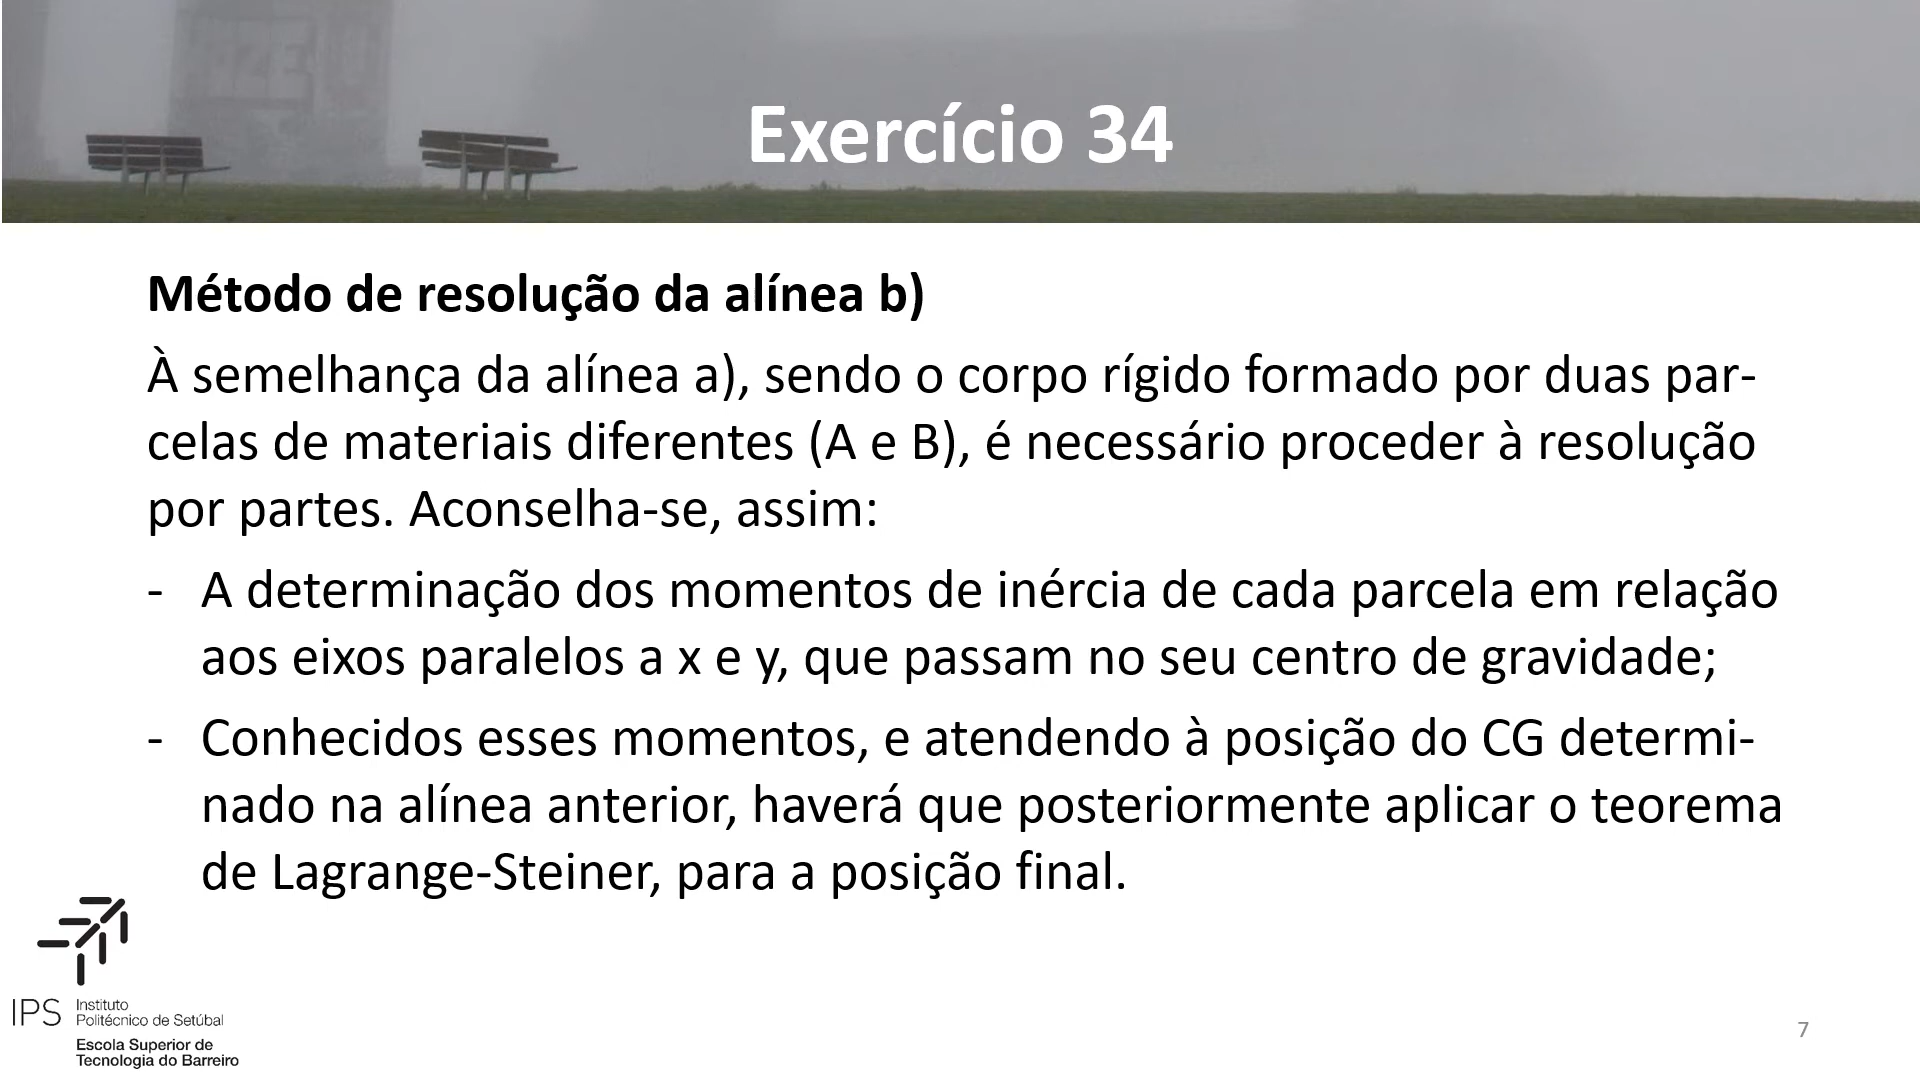 Exercício 34
Método de resolução da alínea b)
À semelhança da alínea a), sendo o corpo rígido formado por duas par-
celas de materiais diferentes (A e B), é necessário proceder à resolução
por partes. Aconselha-se, assim:
- A determinação dos momentos de inércia de cada parcela em relação
aos eixos paralelos a x e y, que passam no seu centro de gravidade;
- Conhecidos esses momentos, e atendendo à posição do CG determi-
nado na alínea anterior, haverá que posteriormente aplicar o teorema
de Lagrange-Steiner, para a posição final.
IPS Instituto
Politécnico de Setúbal
Escola Superior de
Tecnologia do Barreiro
7